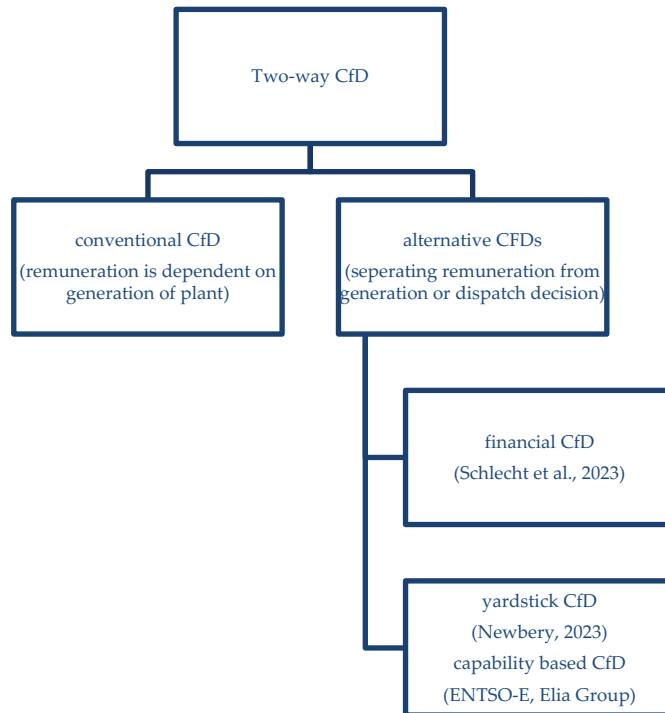 Two-way CfD
conventional CfD
(remuneration is dependent on
generation of plant)
alternative CFDs
(seperating remuneration from
generation or dispatch decision)
financial CfD
(Schlecht et al., 2023)
yardstick CfD
(Newbery, 2023)
capability based CfD
(ENTSO-E, Elia Group)